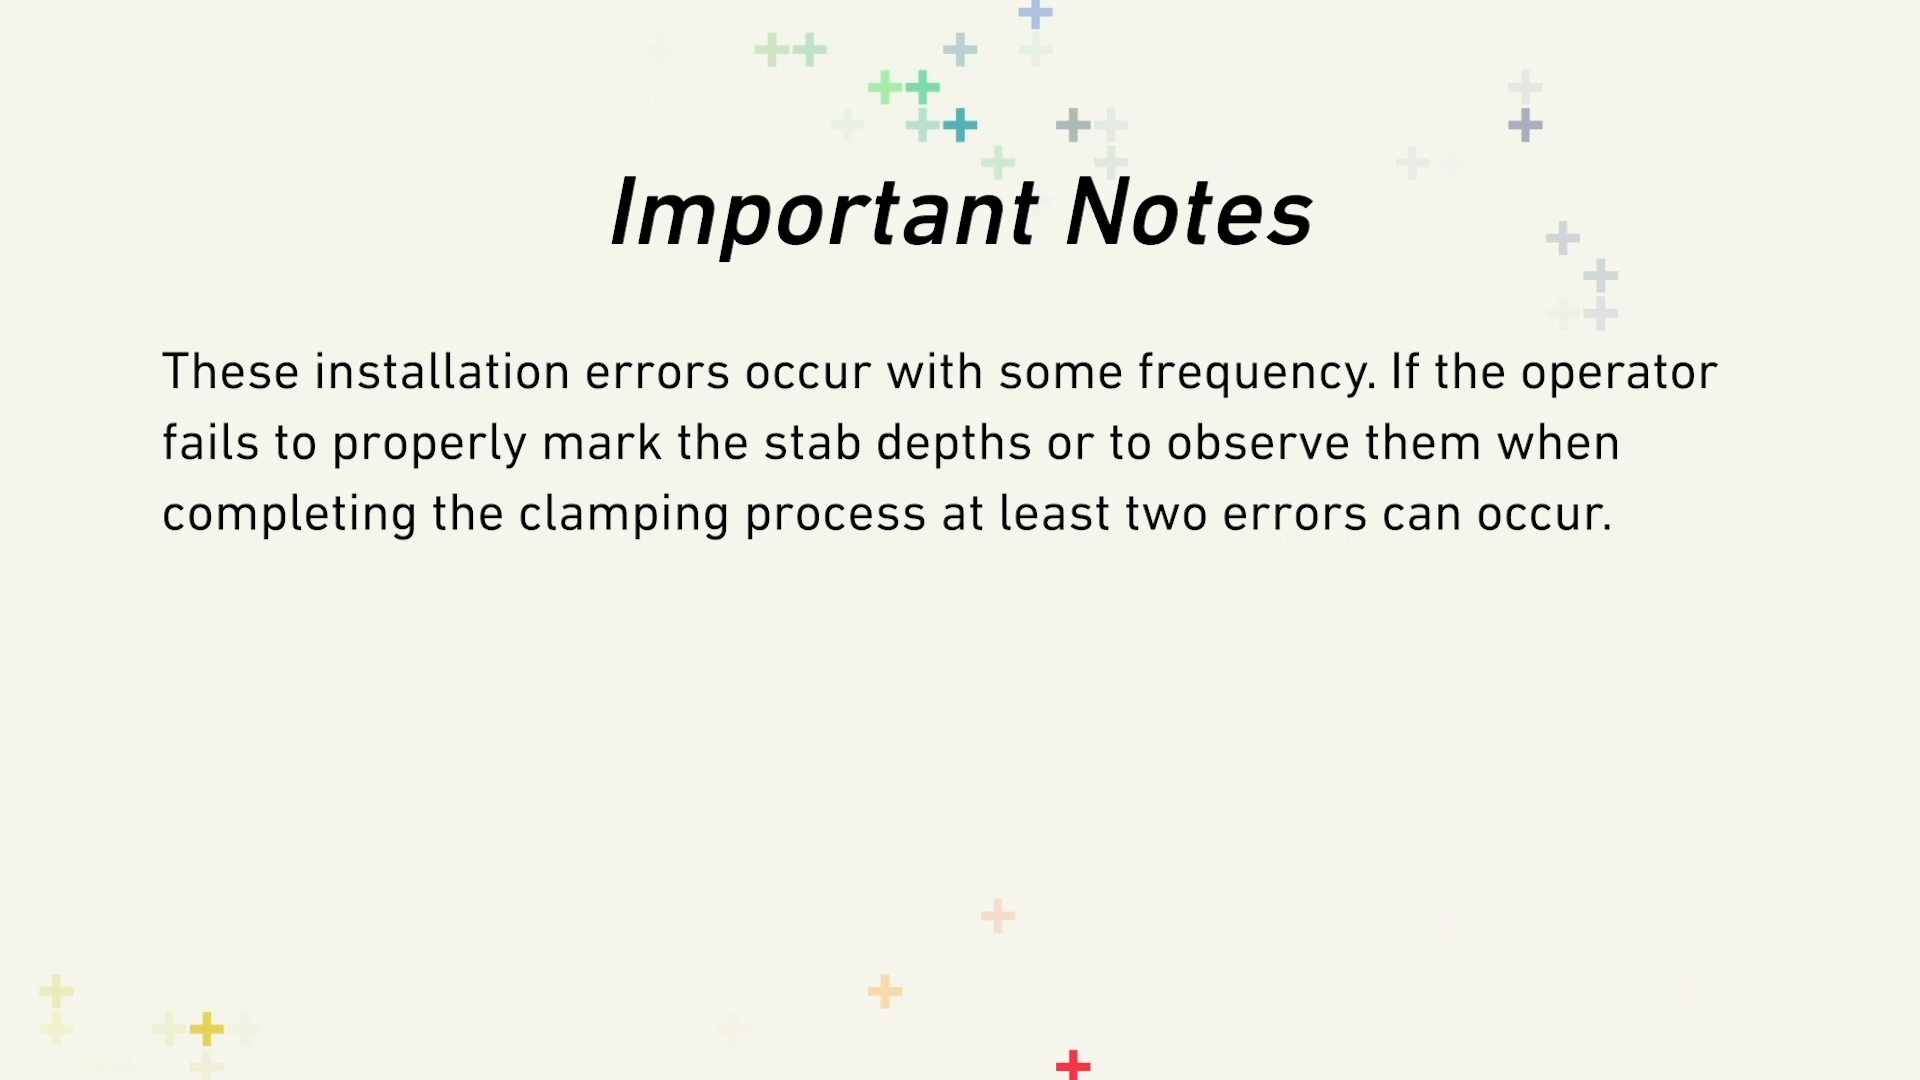 Important Notes
These installation errors occur with some frequency. If the operator
fails to properly mark the stab depths or to observe them when
completing the clamping process at least two errors can occur.